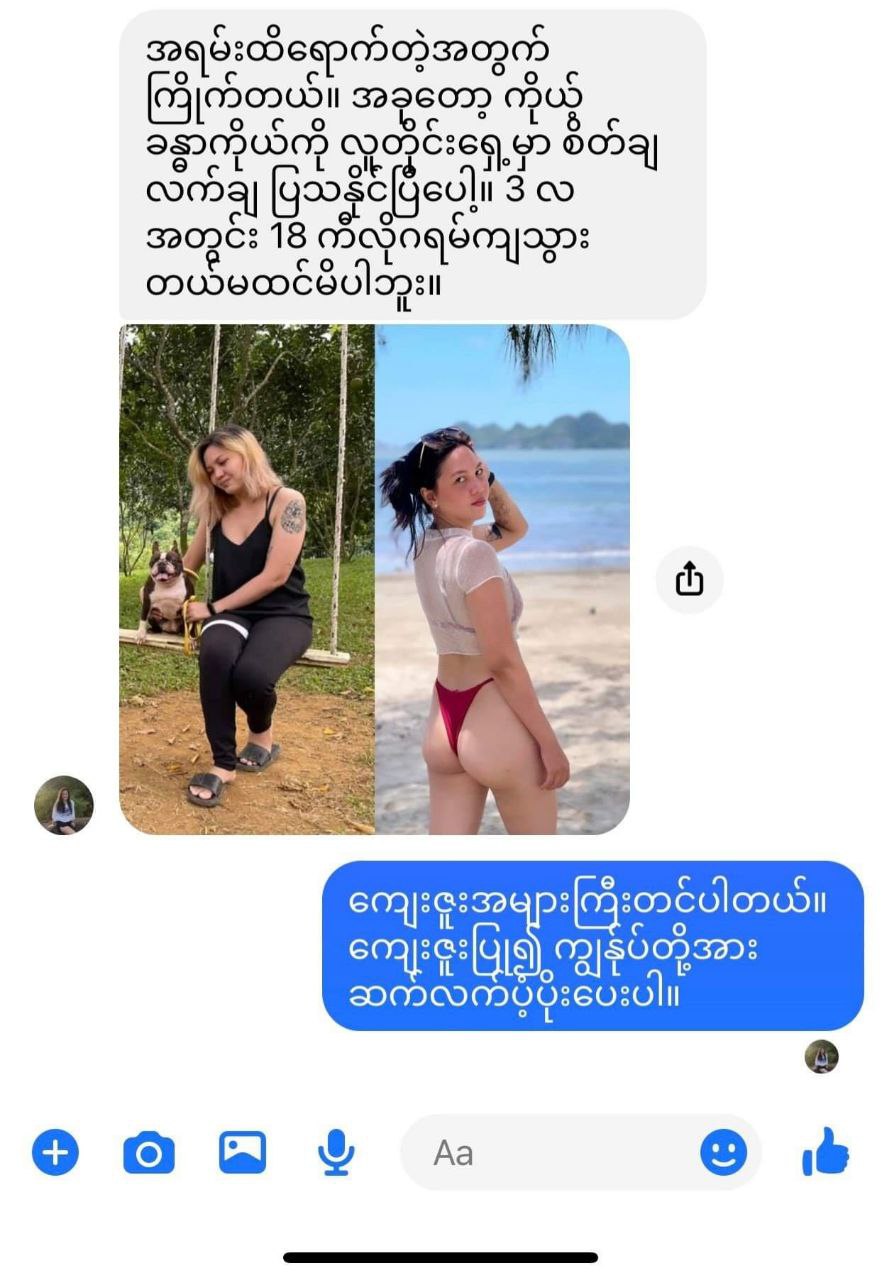 အရမ်းထိရောက်တဲ့အတွက်
ကြိုက်တယ်။ အခုတော့ ကိုယ့်
ခန္ဓာကိုယ်ကို လူတိုင်းရှေ့မှာ စိတ်ချ
လက်ချ ပြသနိုင်ပြီပေါ့။ 3 လ
အတွင်း 18 ကီလိုဂရမ်ကျသွား
တယ်မထင်မိပါဘူး။
ကျေးဇူးအများကြီးတင်ပါတယ်။
ကျေးဇူးပြု၍ ကျွန်ုပ်တို့အား
ဆက်လက်ပံ့ပိုးပေးပါ။
Aa